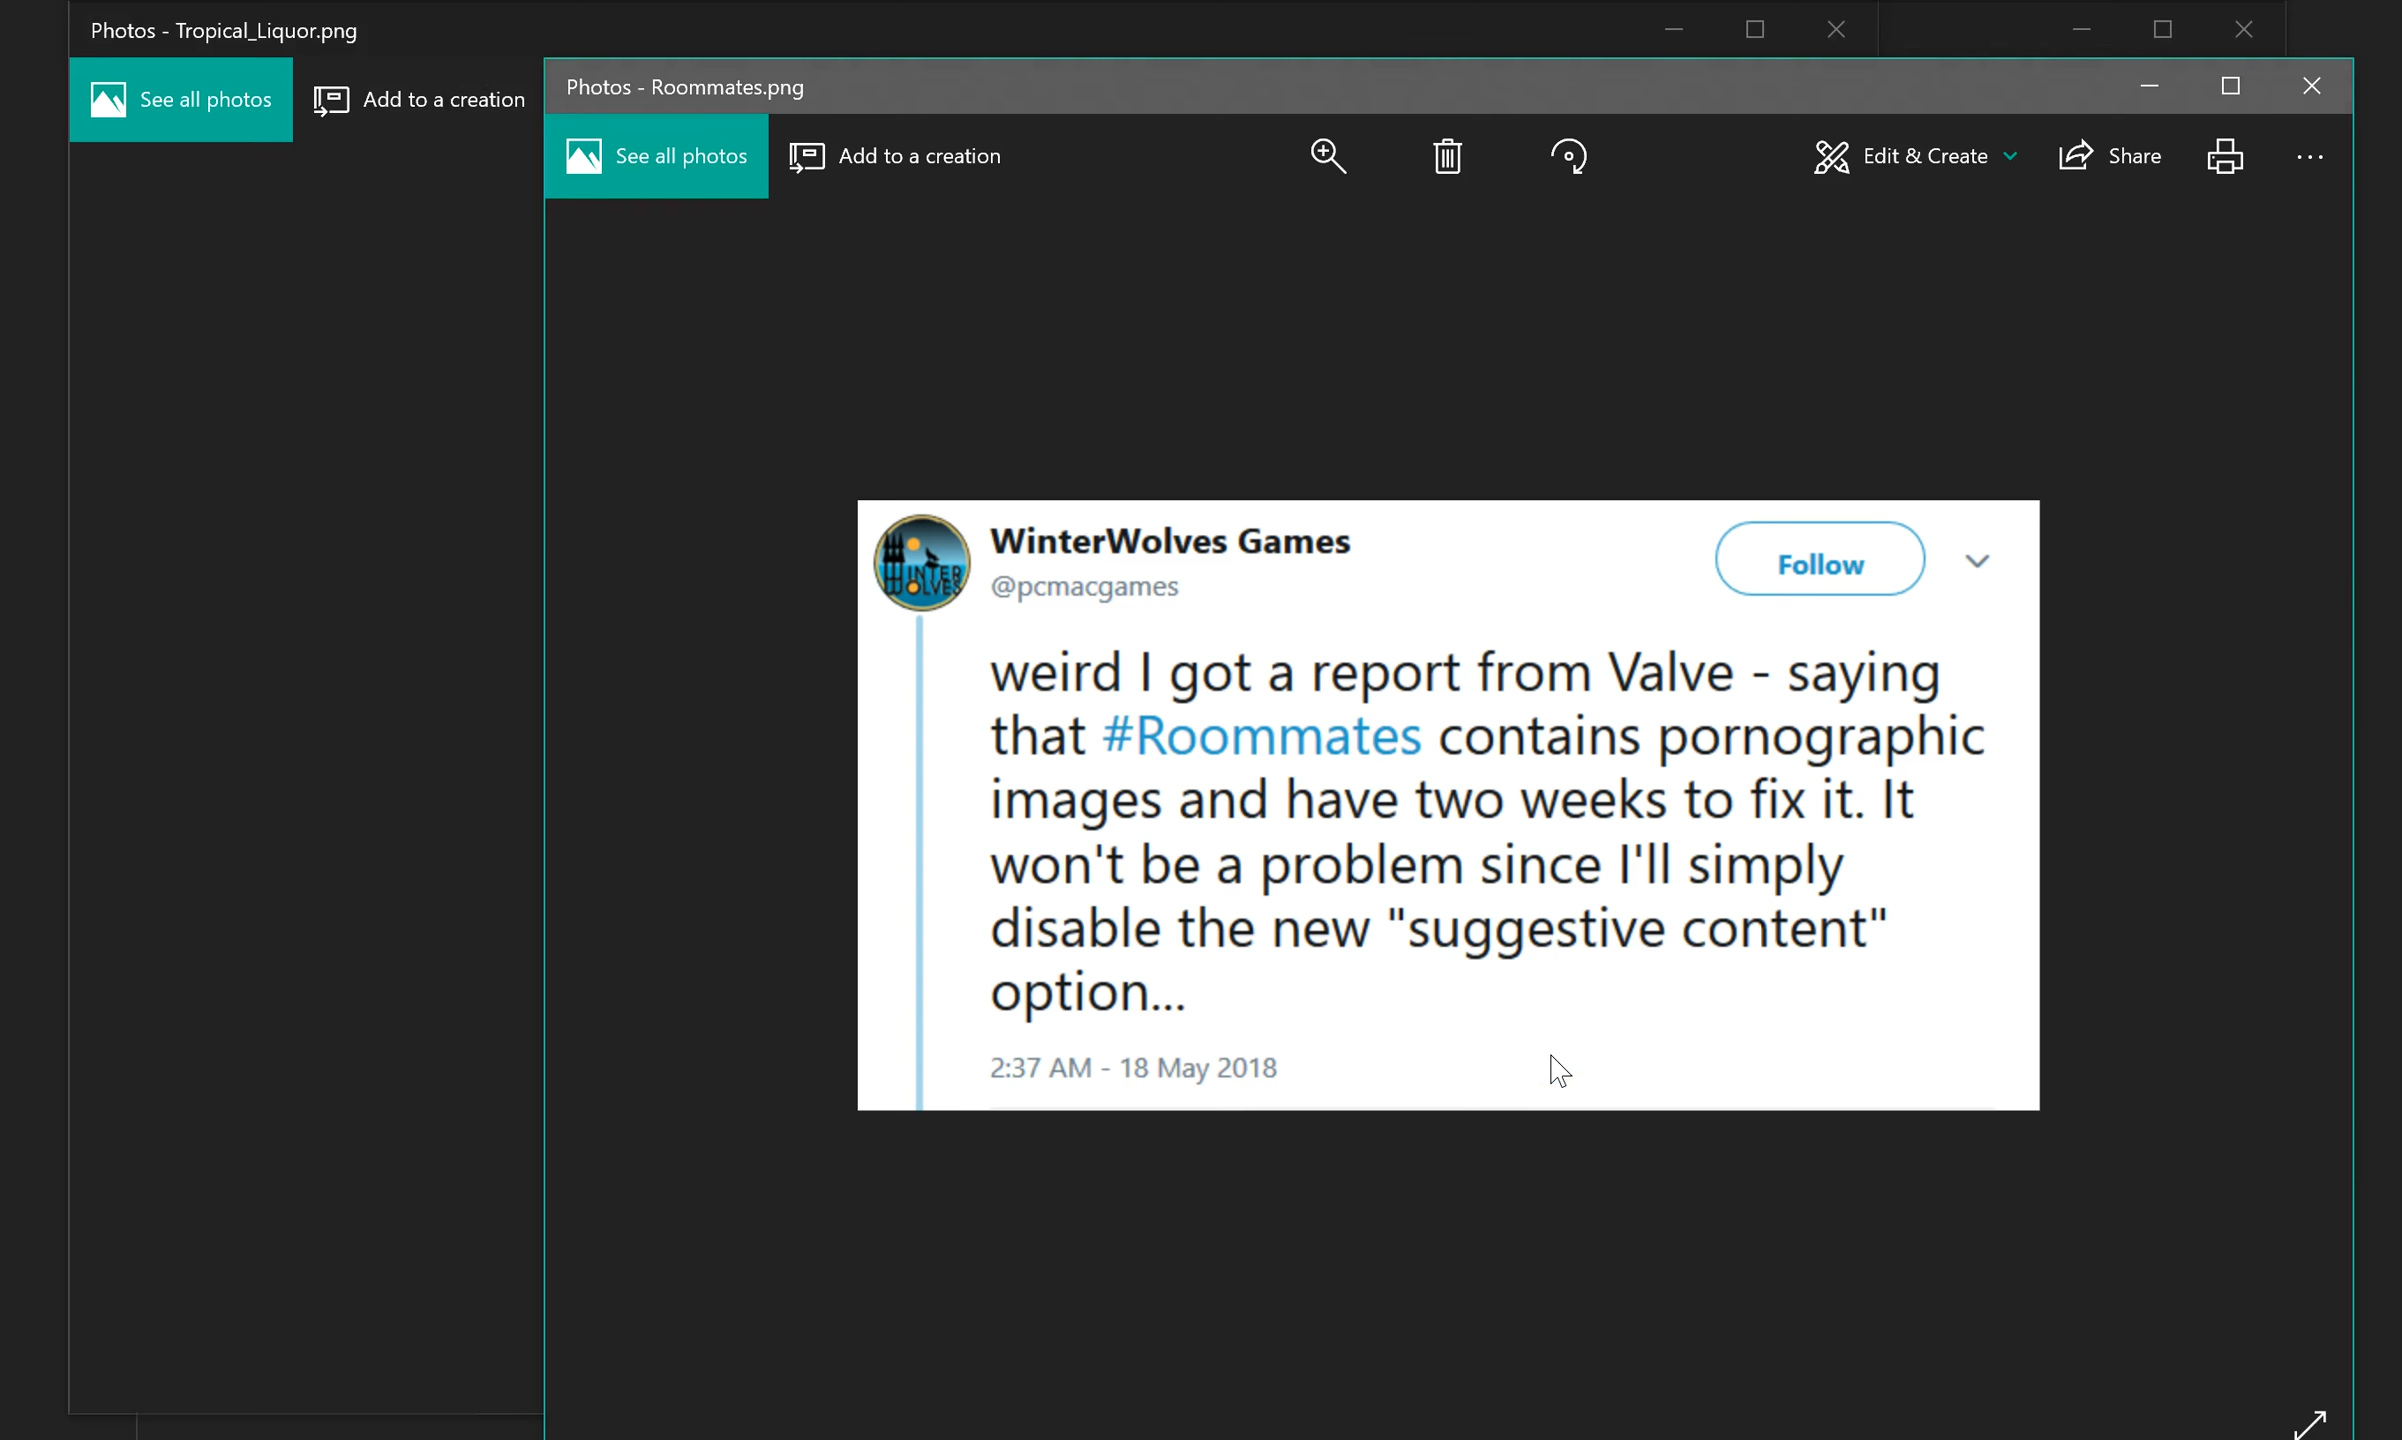 Photos - Tropical_Liquor.png
See all photos
Add to a creation
Photos - Roommates.png
See all photos
Add to a creation
Edit & Create
Share
WINTER
WOLVES
WinterWolves Games
@pcmacgames
Follow
weird I got a report from Valve - saying
that #Roommates contains pornographic
images and have two weeks to fix it. It
won't be a problem since I'll simply
disable the new "suggestive content"
option...
2:37 AM - 18 May 2018